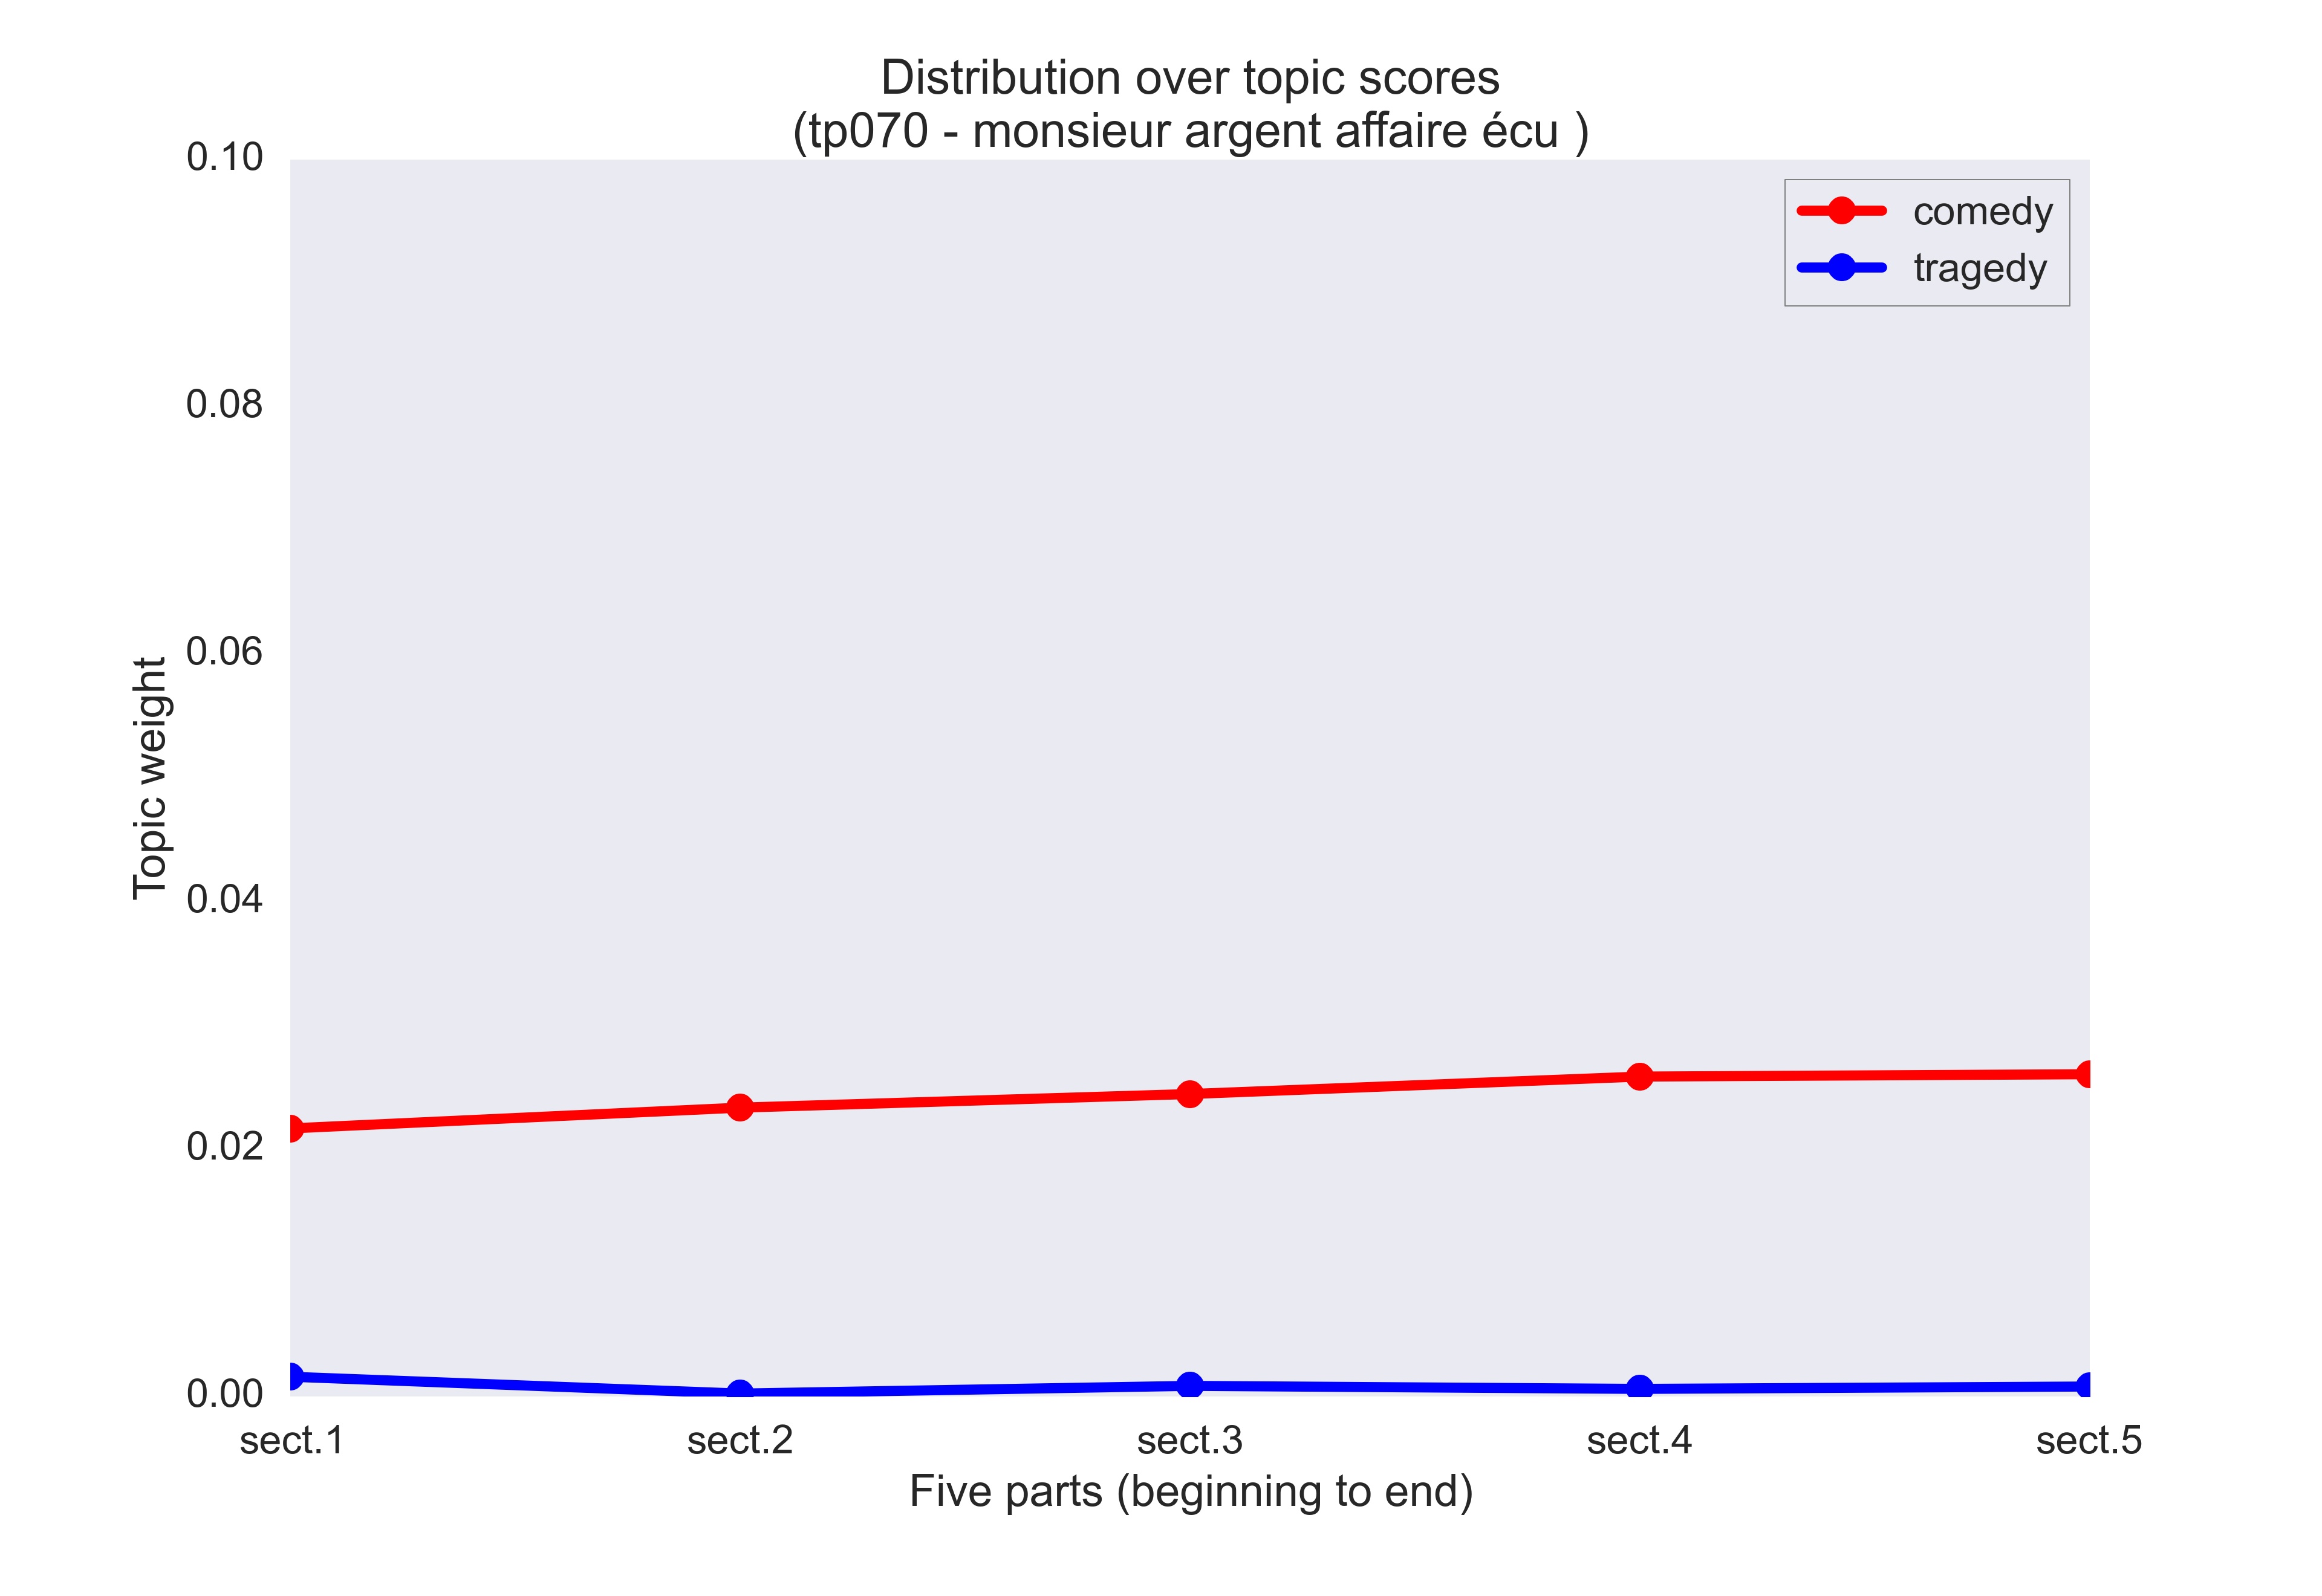 Distribution over topic scores
(tp070 - monsieur argent affaire écu )
0.10
0.08
0.06
0.04
0.02
0.00
Topic weight
comedy
tragedy
sect.1 sect.2 sect.3 sect.4 sect.5
Five parts (beginning to end)